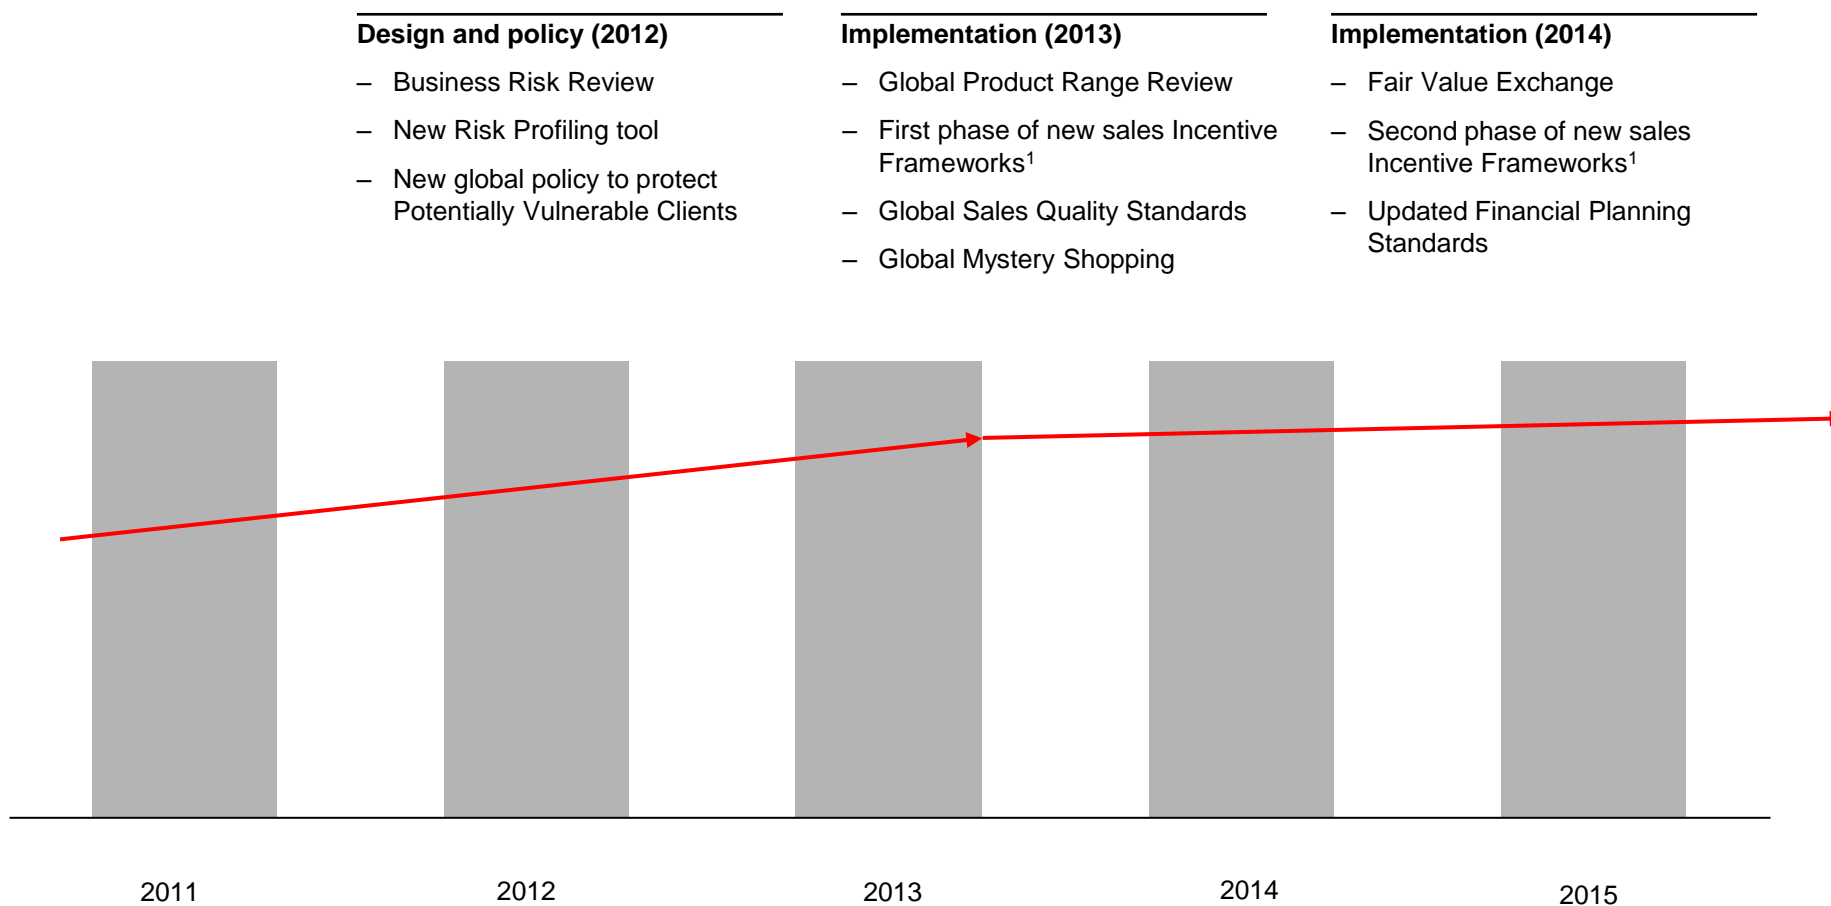 Design and policy (2012)
– Business Risk Review
– New Risk Profiling tool
– New global policy to protect
Potentially Vulnerable Clients
Implementation (2013)
– Global Product Range Review
– First phase of new sales Incentive
Frameworks¹
– Global Sales Quality Standards
– Global Mystery Shopping
Implementation (2014)
– Fair Value Exchange
– Second phase of new sales
Incentive Frameworks¹
– Updated Financial Planning
Standards
2011
2012
2013
2014
2015